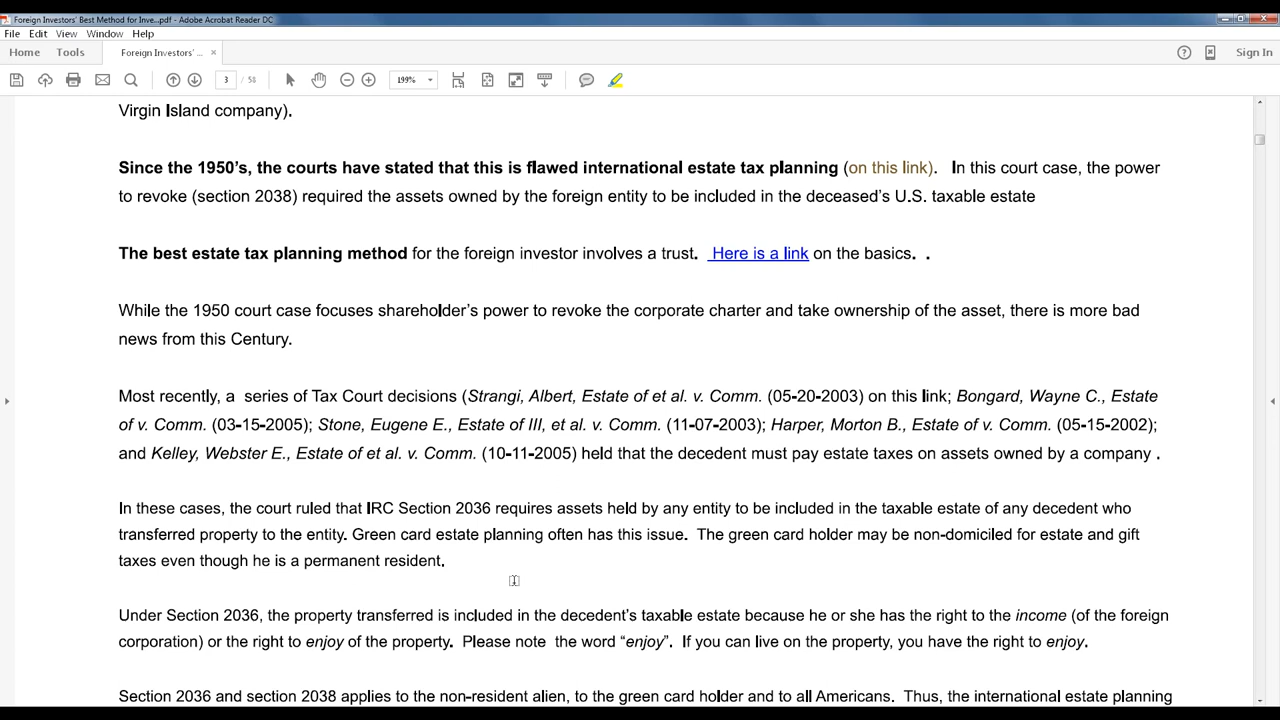 Foreign Investors' Best Method for Inve...pdf - Adobe Acrobat Reader DC
File Edit View Window Help
Home Tools Foreign Investors' ... × Sign In
3 / 58 199%
Virgin Island company).
Since the 1950’s, the courts have stated that this is flawed international estate tax planning (on this link). In this court case, the power
to revoke (section 2038) required the assets owned by the foreign entity to be included in the deceased’s U.S. taxable estate
The best estate tax planning method for the foreign investor involves a trust. Here is a link on the basics. .
While the 1950 court case focuses shareholder’s power to revoke the corporate charter and take ownership of the asset, there is more bad
news from this Century.
Most recently, a series of Tax Court decisions (Strangi, Albert, Estate of et al. v. Comm. (05-20-2003) on this link; Bongard, Wayne C., Estate
of v. Comm. (03-15-2005); Stone, Eugene E., Estate of III, et al. v. Comm. (11-07-2003); Harper, Morton B., Estate of v. Comm. (05-15-2002);
and Kelley, Webster E., Estate of et al. v. Comm. (10-11-2005) held that the decedent must pay estate taxes on assets owned by a company .
In these cases, the court ruled that IRC Section 2036 requires assets held by any entity to be included in the taxable estate of any decedent who
transferred property to the entity. Green card estate planning often has this issue. The green card holder may be non-domiciled for estate and gift
taxes even though he is a permanent resident.
Under Section 2036, the property transferred is included in the decedent’s taxable estate because he or she has the right to the income (of the foreign
corporation) or the right to enjoy of the property. Please note the word “enjoy”. If you can live on the property, you have the right to enjoy.
Section 2036 and section 2038 applies to the non-resident alien, to the green card holder and to all Americans. Thus, the international estate planning